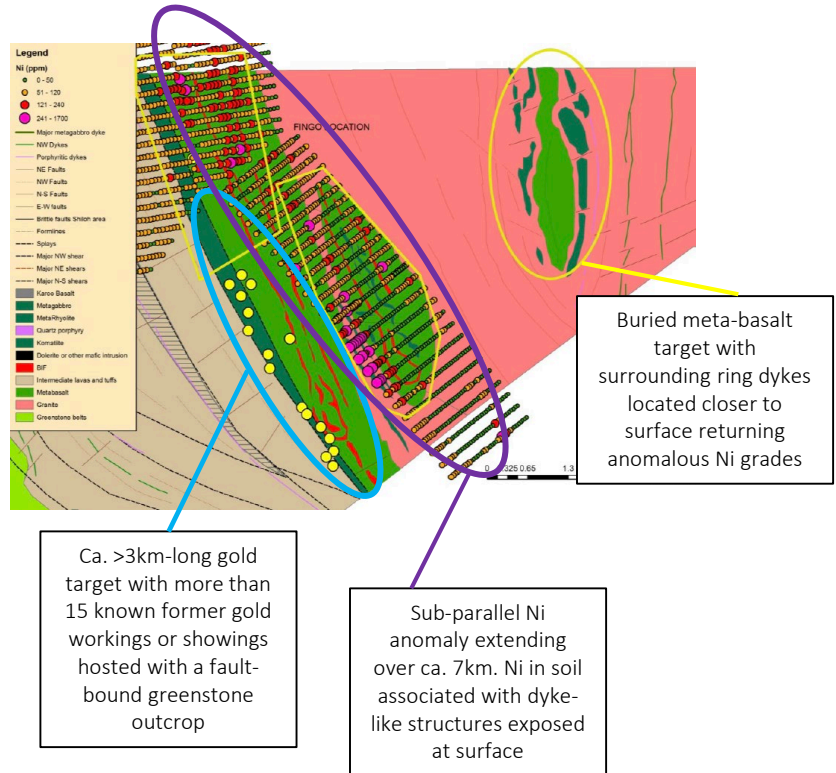 Legend
Ni (ppm)
0 - 50
51 - 120
121 - 240
241 - 1700
Major metagabbro dyke
NW Dykes
Porphyritic dykes
NE Faults
NW Faults
N-S Faults
E-W faults
Brittle faults Shiloh area
Formlines
Splays
Major NW shear
Major NE shears
Major N-S shears
Karoo Basalt
Metagabbro
MetaRhyolite
Quartz porphyry
Komatiite
Dolerite or other mafic intrusion
BIF
Intermediate lavas and tuffs
Metabasalt
Granite
Greenstone belts
FINGO LOCATION
0 .325 0.65 1.3
Buried meta-basalt
target with
surrounding ring dykes
located closer to
surface returning
anomalous Ni grades
Ca. >3km-long gold
target with more than
15 known former gold
workings or showings
hosted with a fault-
bound greenstone
outcrop
Sub-parallel Ni
anomaly extending
over ca. 7km. Ni in soil
associated with dyke-
like structures exposed
at surface